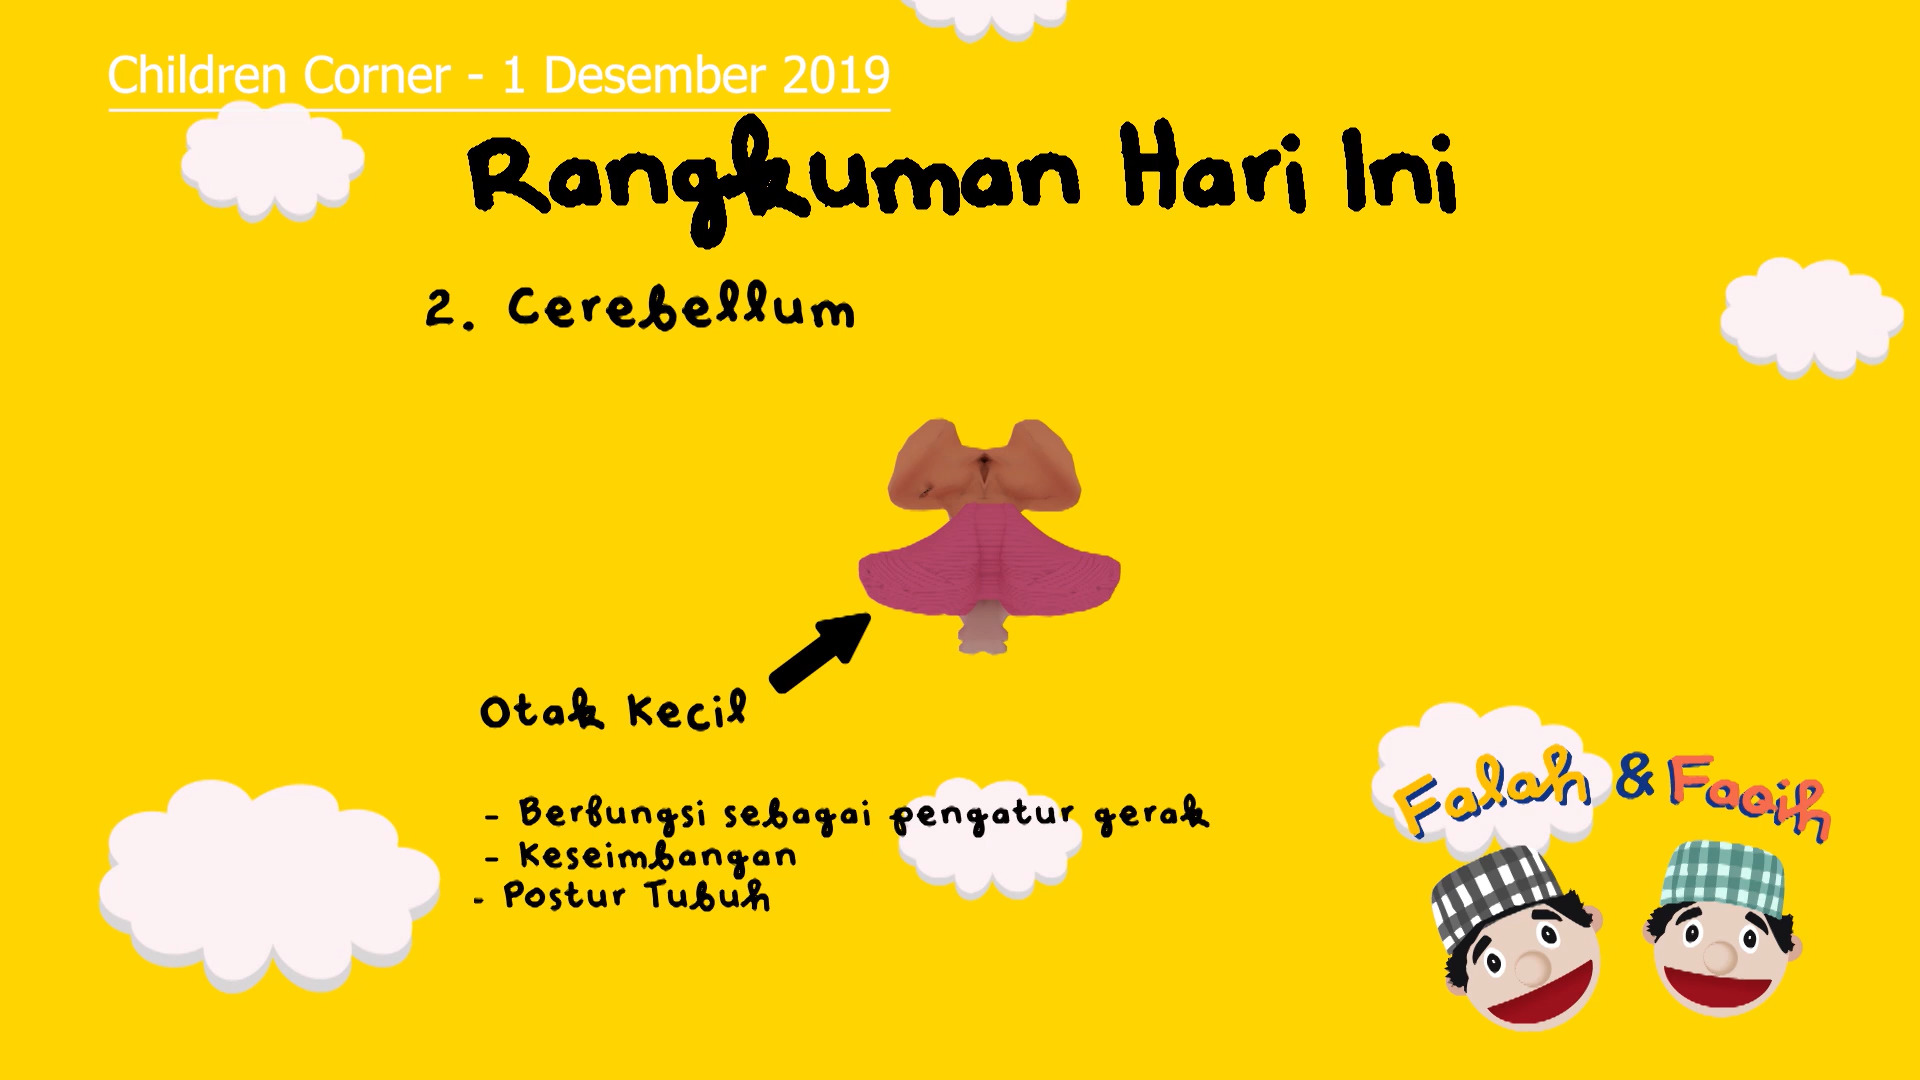 Children Corner - 1 Desember 2019
Rangkuman Hari Ini
2. Cerebellum
Otak Kecil
- Berfungsi sebagai pengatur gerak
- Keseimbangan
- Postur Tubuh
Falah & Faqih